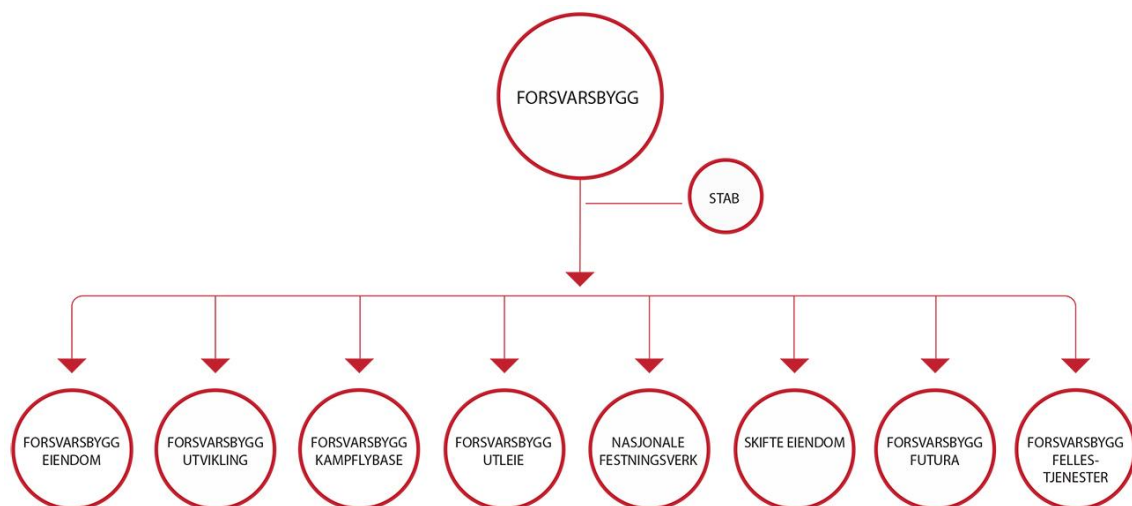 FORSVARSBYGG
STAB
FORSVARSBYGG
EIENDOM
FORSVARSBYGG
UTVIKLING
FORSVARSBYGG
KAMPFLYBASE
FORSVARSBYGG
UTLEIE
NASJONALE
FESTNINGSVERK
SKIFTE EIENDOM
FORSVARSBYGG
FUTURA
FORSVARSBYGG
FELLES-
TJENESTER